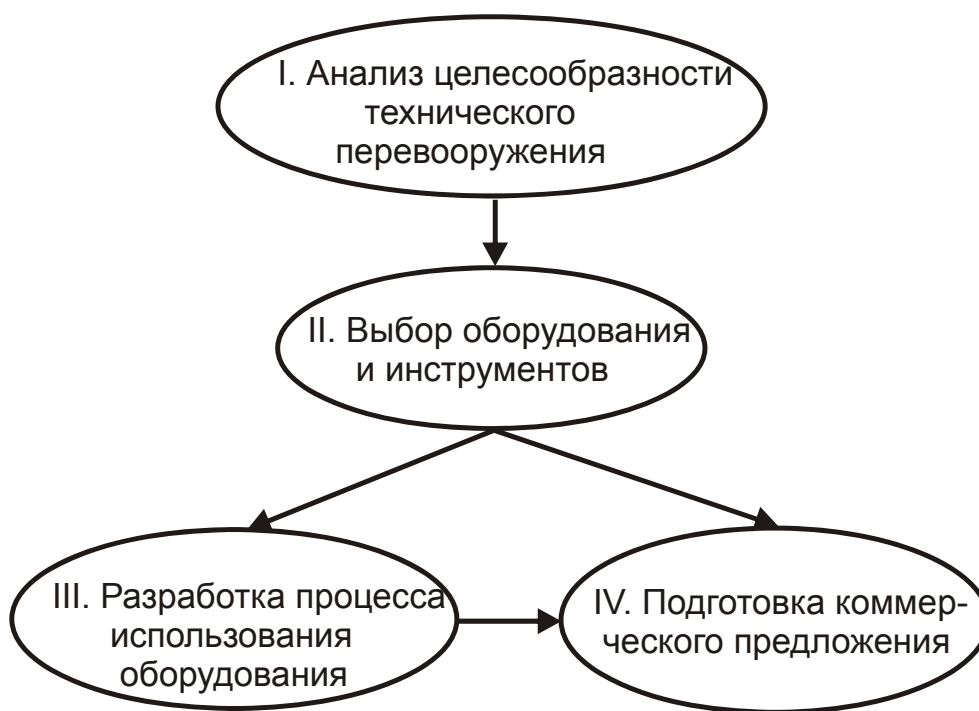 I. Анализ целесообразности
технического
перевооружения
II. Выбор оборудования
и инструментов
III. Разработка процесса
использования
оборудования
IV. Подготовка коммер-
ческого предложения